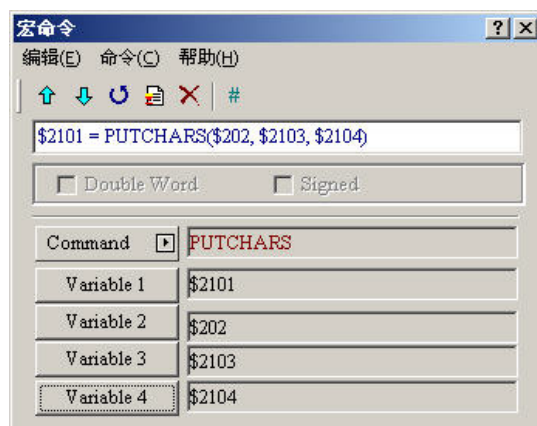 宏命令
编辑(E) 命令(C) 帮助(H)
#
$2101 = PUTCHARS($202, $2103, $2104)
Double Word Signed
Command PUTCHARS
Variable 1 $2101
Variable 2 $202
Variable 3 $2103
Variable 4 $2104